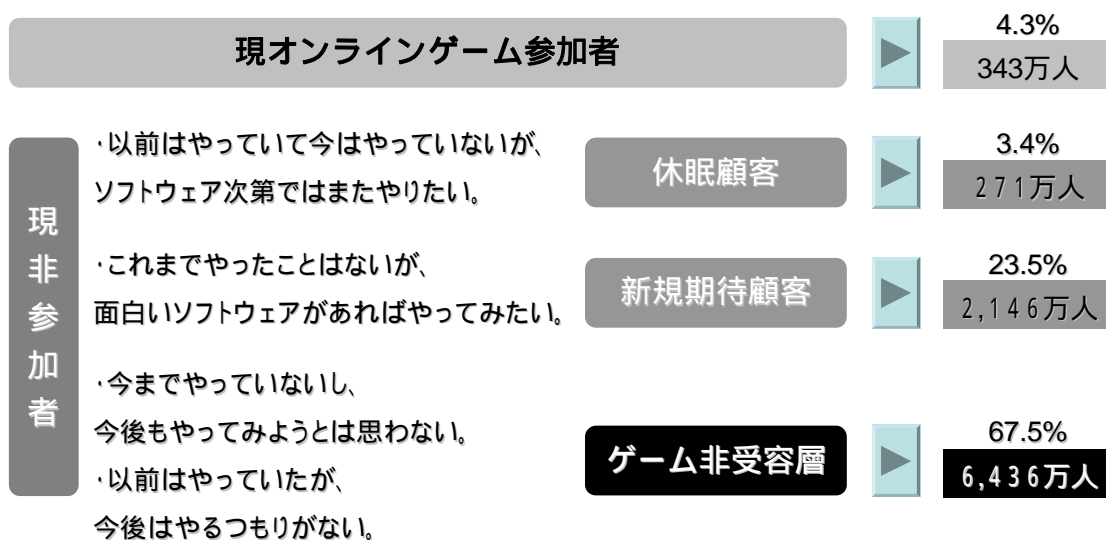 現オンラインゲーム参加者
4.3%
343万人
現非参加者
・以前はやっていて今はやっていないが、
ソフトウェア次第ではまたやりたい。
休眠顧客
3.4%
271万人
・これまでやったことはないが、
面白いソフトウェアがあればやってみたい。
新規期待顧客
23.5%
2,146万人
・今までやっていないし、
今後もやってみようとは思わない。
・以前はやっていたが、
今後はやるつもりがない。
ゲーム非受容層
67.5%
6,436万人